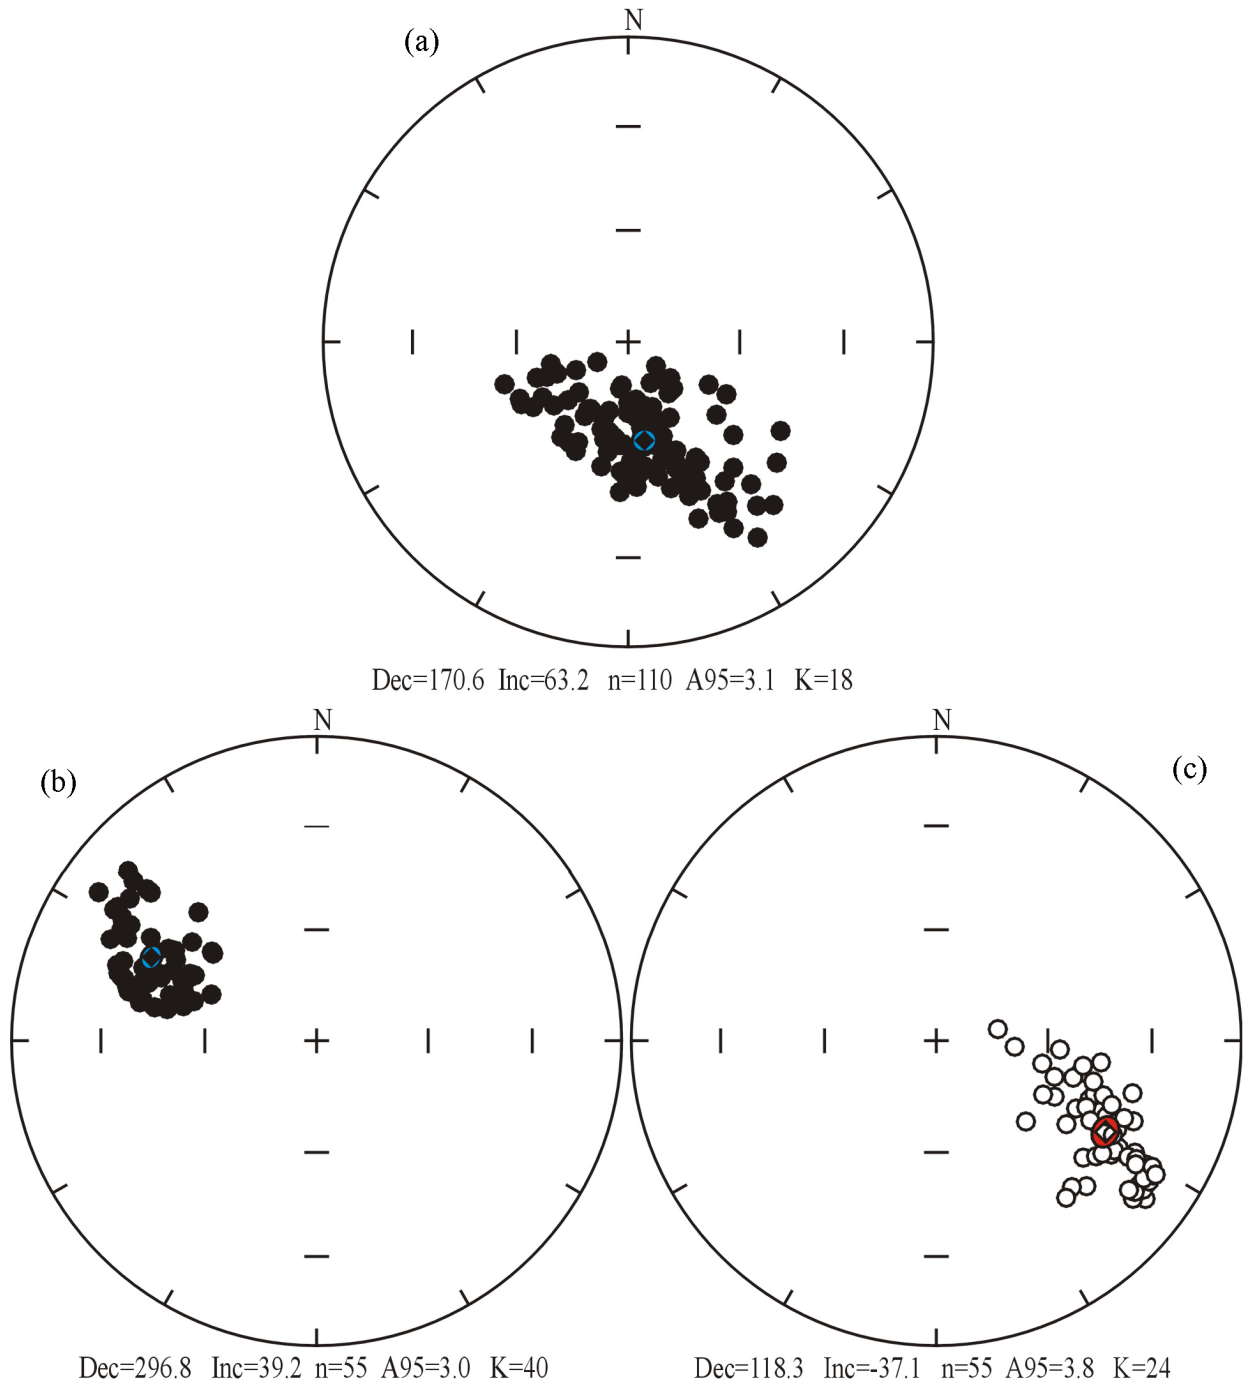 N
(a)
Dec=170.6 Inc=63.2 n=110 A95=3.1 K=18
N
N
(b)
(c)
Dec=296.8 Inc=39.2 n=55 A95=3.0 K=40
Dec=118.3 Inc=-37.1 n=55 A95=3.8 K=24